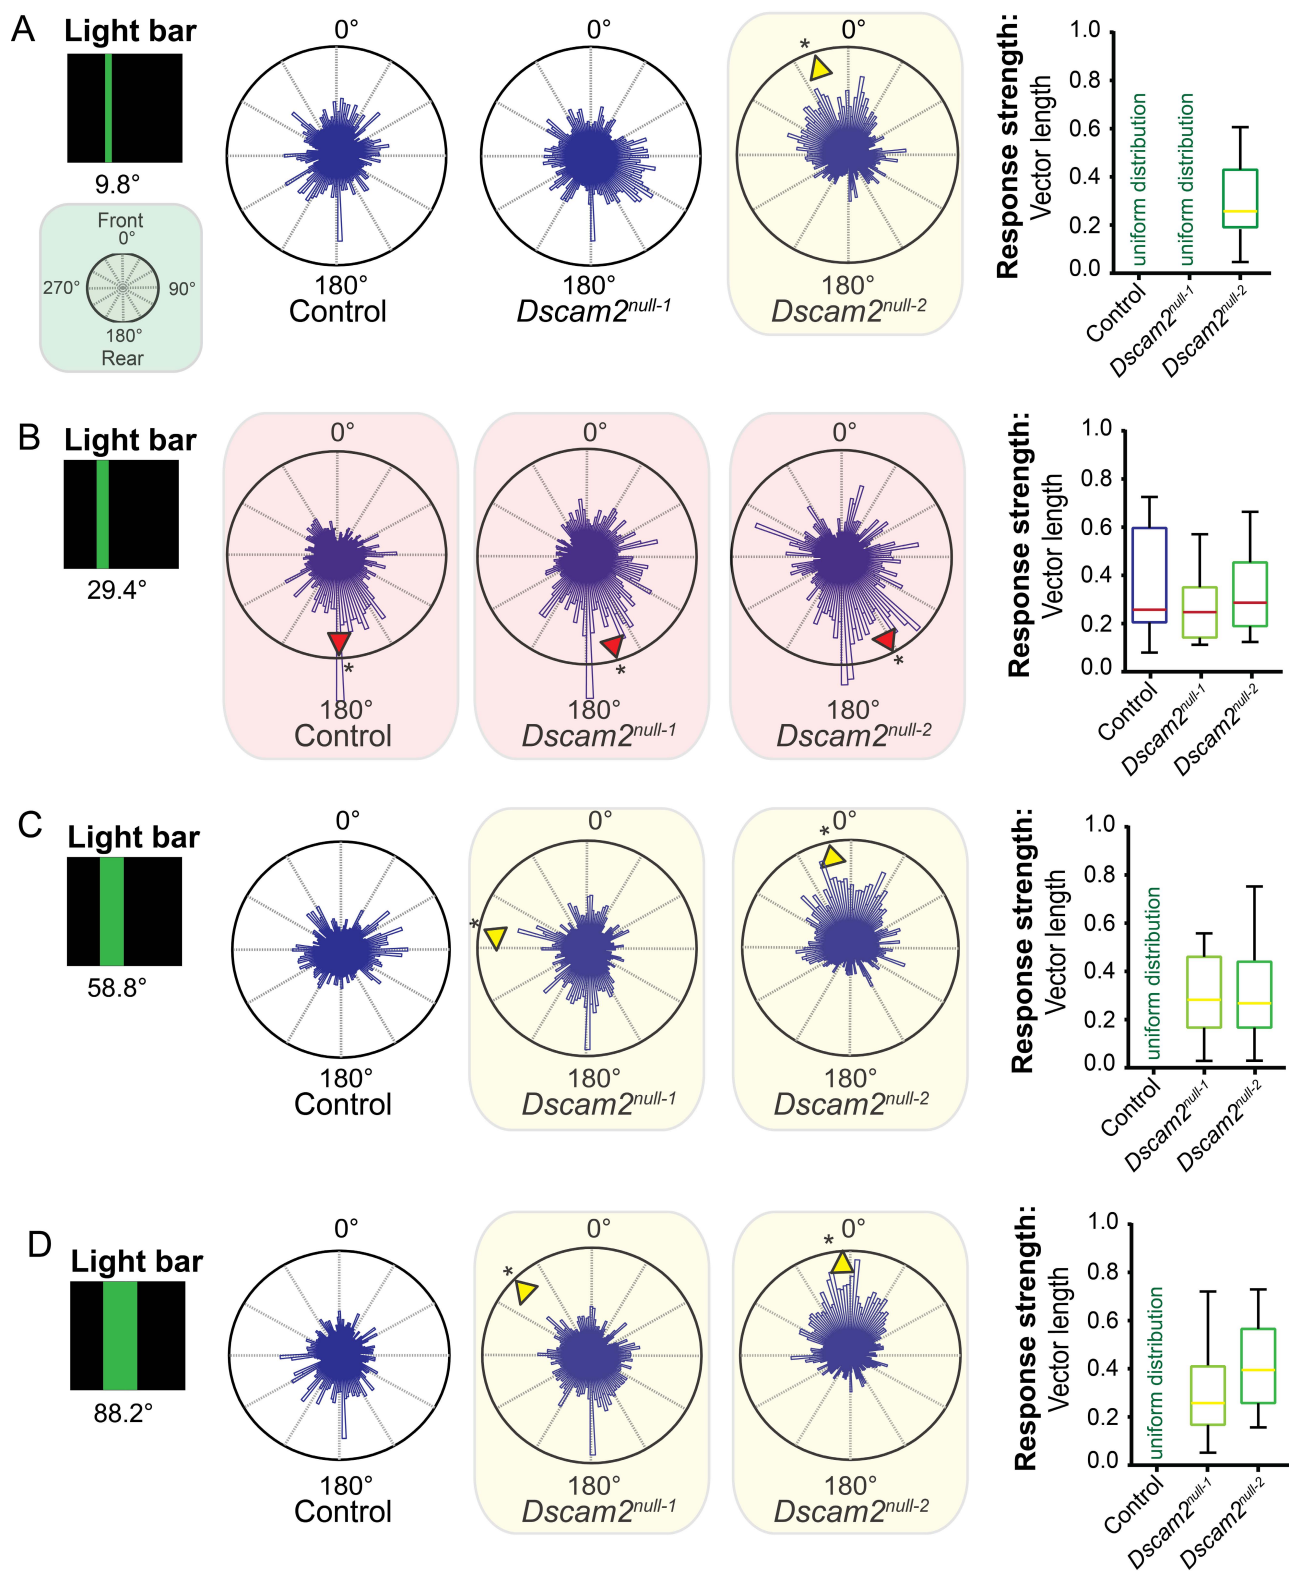 A
Light bar
9.8°
Front
0°
270°
90°
180°
Rear
0°
180°
Control
0°
180°
Dscam2null-1
*
0°
180°
Dscam2null-2
Response strength:
Vector length
1.0
0.8
0.6
0.4
0.2
0.0
uniform distribution
uniform distribution
Control
Dscam2null-1
Dscam2null-2
B
Light bar
29.4°
0°
*
180°
Control
0°
*
180°
Dscam2null-1
0°
*
180°
Dscam2null-2
Response strength:
Vector length
1.0
0.8
0.6
0.4
0.2
0.0
Control
Dscam2null-1
Dscam2null-2
C
Light bar
58.8°
0°
180°
Control
0°
*
180°
Dscam2null-1
*
0°
180°
Dscam2null-2
Response strength:
Vector length
1.0
0.8
0.6
0.4
0.2
0.0
uniform distribution
Control
Dscam2null-1
Dscam2null-2
D
Light bar
88.2°
0°
180°
Control
0°
*
180°
Dscam2null-1
0°
*
180°
Dscam2null-2
Response strength:
Vector length
1.0
0.8
0.6
0.4
0.2
0.0
uniform distribution
Control
Dscam2null-1
Dscam2null-2